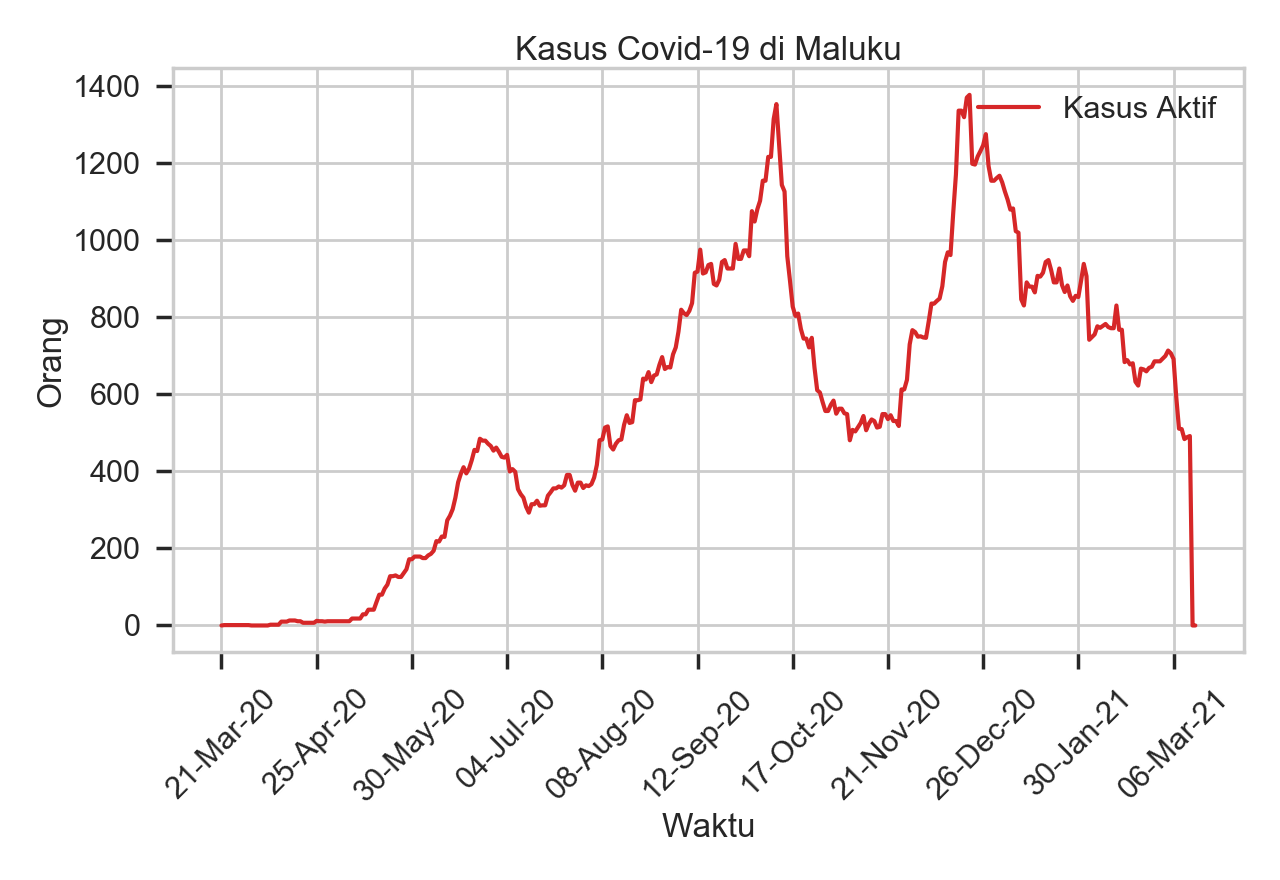 Kasus Covid-19 di Maluku
Kasus Aktif
Orang
1400
1200
1000
800
600
400
200
0
21-Mar-20
25-Apr-20
30-May-20
04-Jul-20
08-Aug-20
12-Sep-20
17-Oct-20
21-Nov-20
26-Dec-20
30-Jan-21
06-Mar-21
Waktu